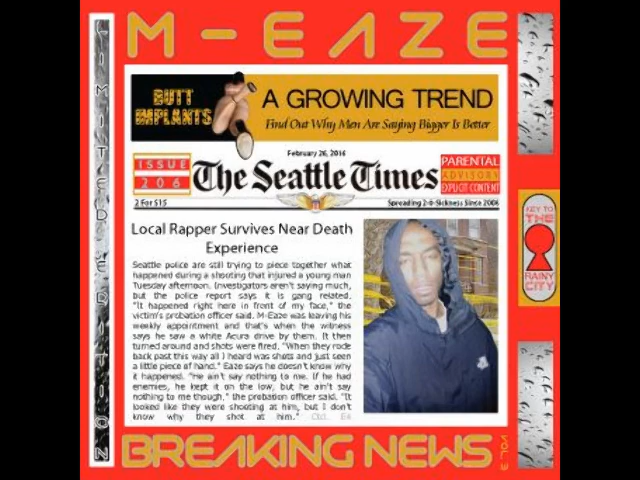 M-EAZE
LIMITED EDITION
BUTT
IMPLANTS
A GROWING TREND
Find Out Why Men Are Saying Bigger Is Better
February 26, 2016
ISSUE
206
The Seattle Times
PARENTAL
ADVISORY
EXPLICIT CONTENT
2 For $15
Spreading 2-0-Sickness Since 2006
KEY TO
THE
RAINY
CITY
Local Rapper Survives Near Death
Experience
Seattle police are still trying to piece together what
happened during a shooting that injured a young man
Tuesday afternoon. Investigators aren't saying much,
but the police report says it is gang related.
"It happened right here in front of my face," the
victim's probation officer said. M-Eaze was leaving his
weekly appointment and that's when the witness
says he saw a white Acura drive by them. It then
turned around and shots were fired. "When they rode
back past this way all I heard was shots and just seen
a little piece of hand." Eaze says he doesn't know why
it happened. "He ain't say nothing to me. If he had
enemies, he kept it on the low, but he ain't say
nothing to me though," the probation officer said. "It
looked like they were shooting at him, but I don't
know why they shot at him."
BREAKING NEWS